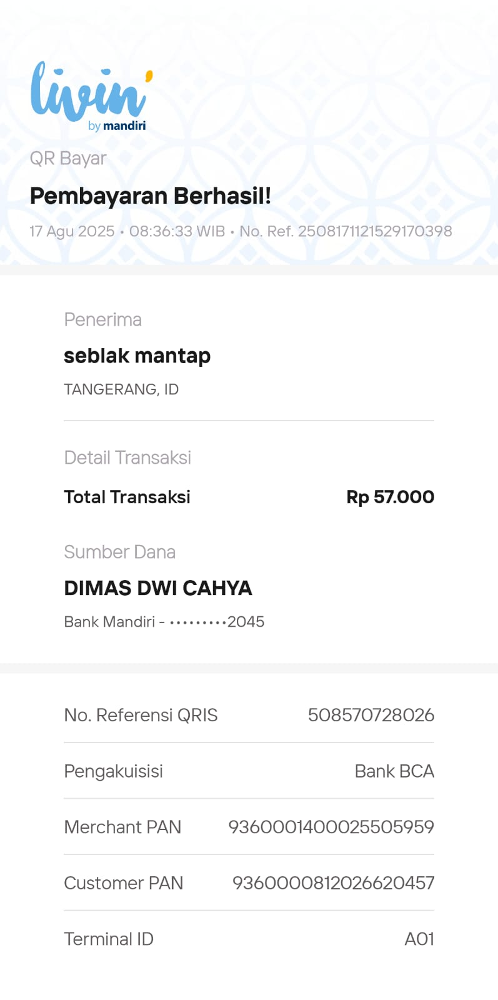 livin'
by mandiri
QR Bayar
Pembayaran Berhasil!
17 Agu 2025 • 08:36:33 WIB • No. Ref. 2508171121529170398
Penerima
seblak mantap
TANGERANG, ID
Detail Transaksi
Total Transaksi Rp 57.000
Sumber Dana
DIMAS DWI CAHYA
Bank Mandiri - •••••••••2045
No. Referensi QRIS 508570728026
Pengakuisisi Bank BCA
Merchant PAN 9360001400025505959
Customer PAN 9360000812026620457
Terminal ID A01